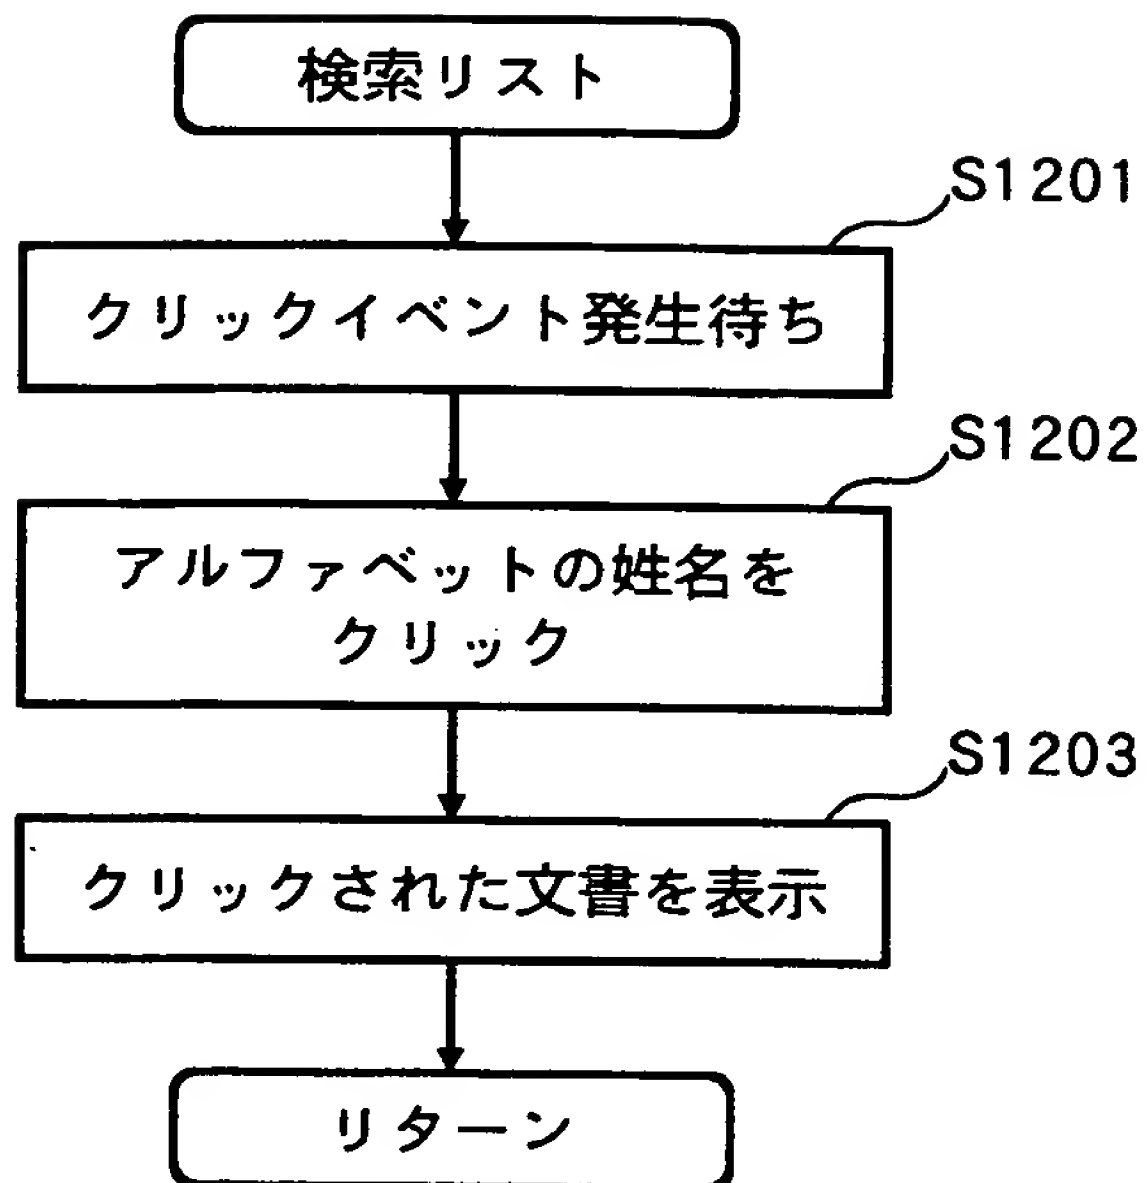 検索リスト
S1201
クリックイベント発生待ち
S1202
アルファベットの姓名を
クリック
S1203
クリックされた文書を表示
リターン